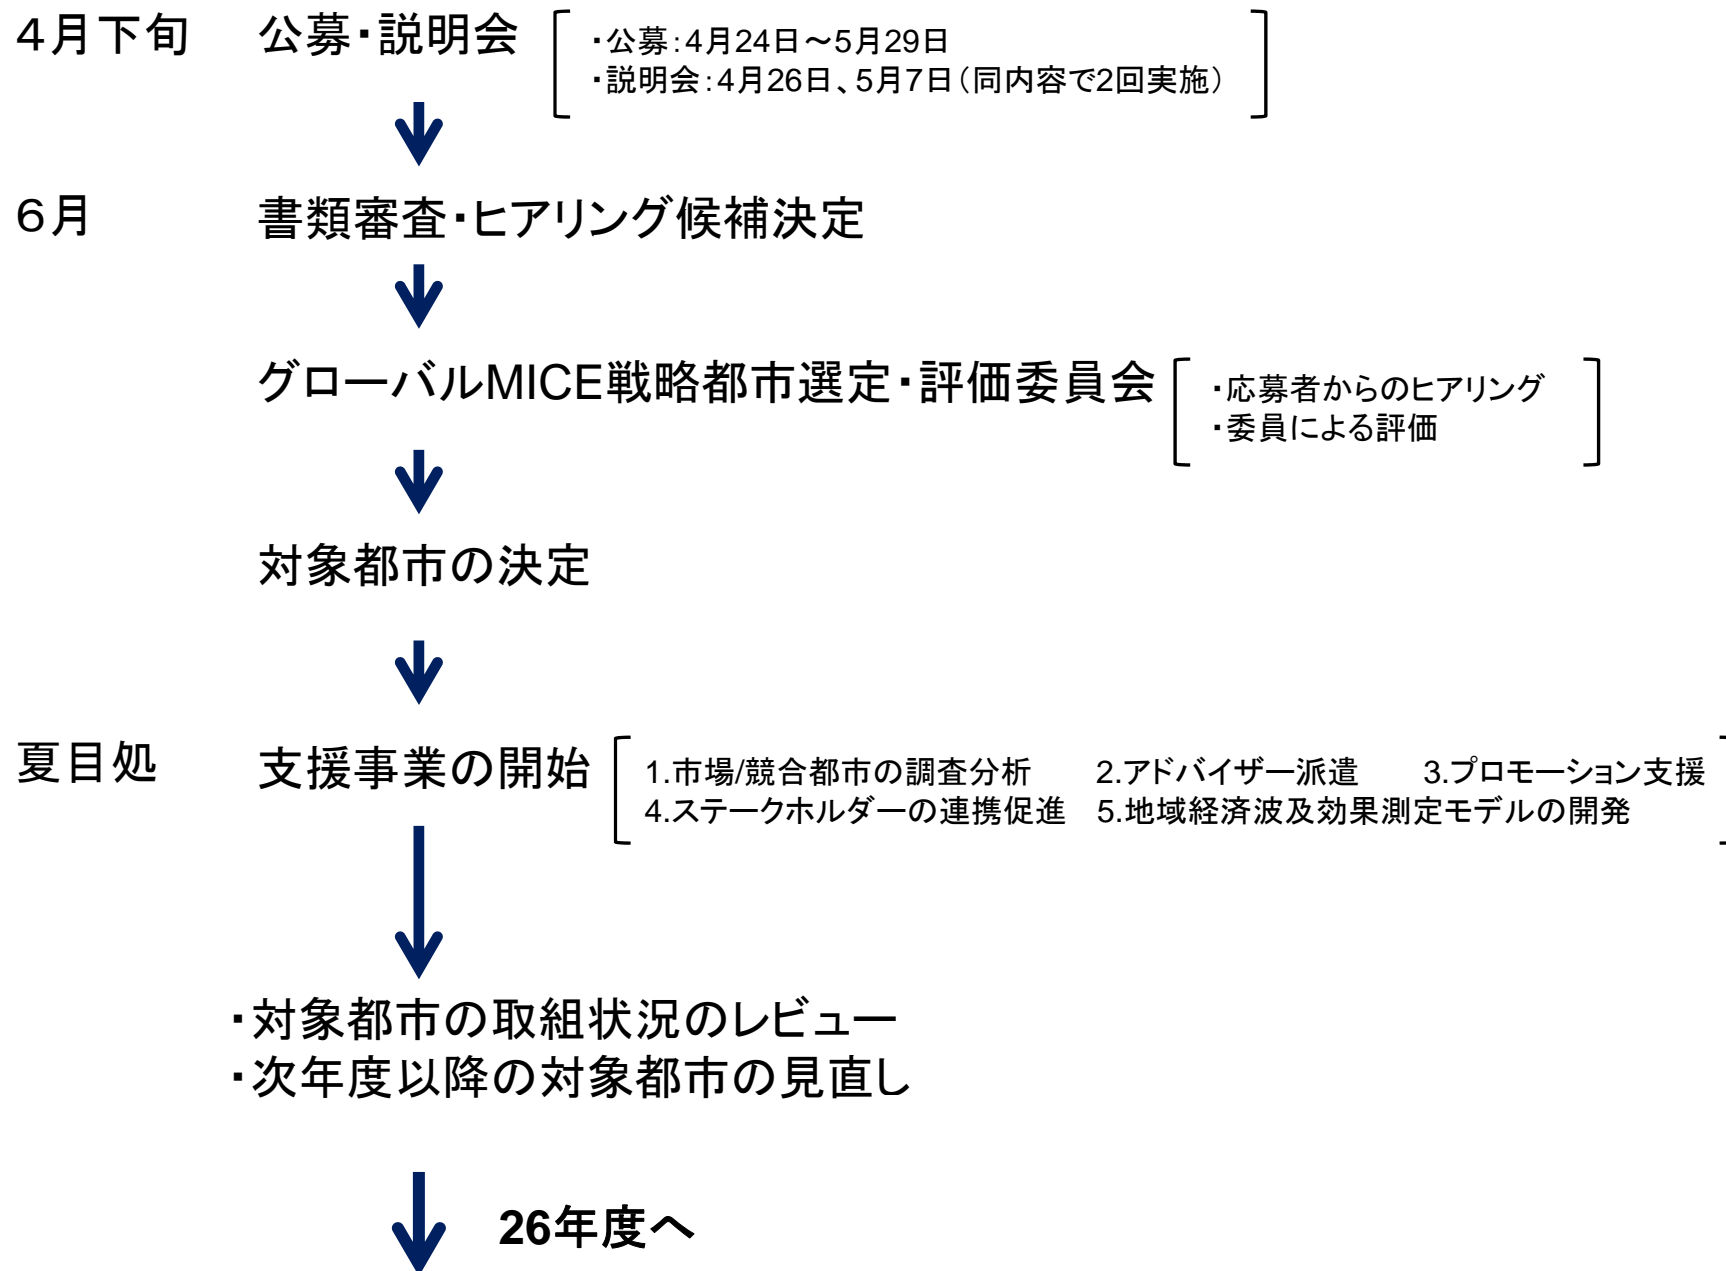 ４月下旬　公募・説明会
・公募：4月24日～5月29日
・説明会：4月26日、5月7日（同内容で2回実施）
６月　書類審査・ヒアリング候補決定
グローバルMICE戦略都市選定・評価委員会
・応募者からのヒアリング
・委員による評価
対象都市の決定
夏目処　支援事業の開始
1.市場/競合都市の調査分析　2.アドバイザー派遣　3.プロモーション支援
4.ステークホルダーの連携促進　5.地域経済波及効果測定モデルの開発
・対象都市の取組状況のレビュー
・次年度以降の対象都市の見直し
26年度へ